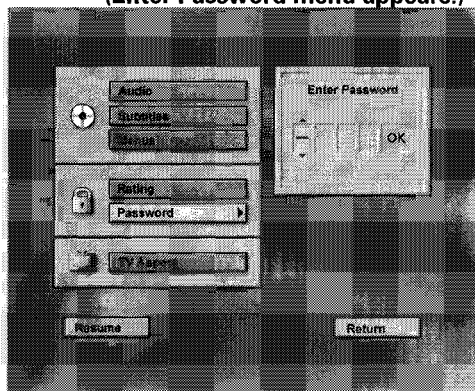 (Enter Password menu appears.)
Audio
Subtitles
Menus
Enter Password
OK
Rating
Password
TV Aspect
Resume
Return